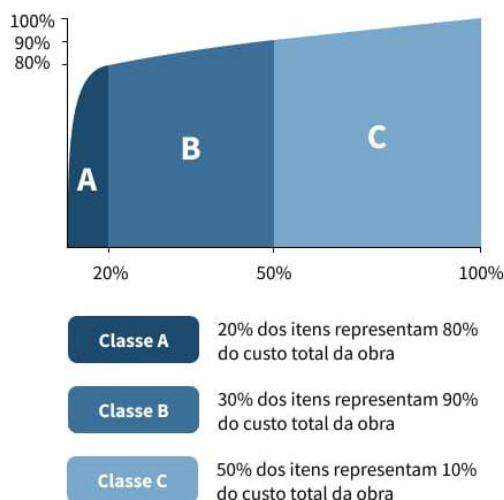 100%
90%
80%
A
B
C
20%
50%
100%
Classe A
20% dos itens representam 80%
do custo total da obra
Classe B
30% dos itens representam 90%
do custo total da obra
Classe C
50% dos itens representam 10%
do custo total da obra